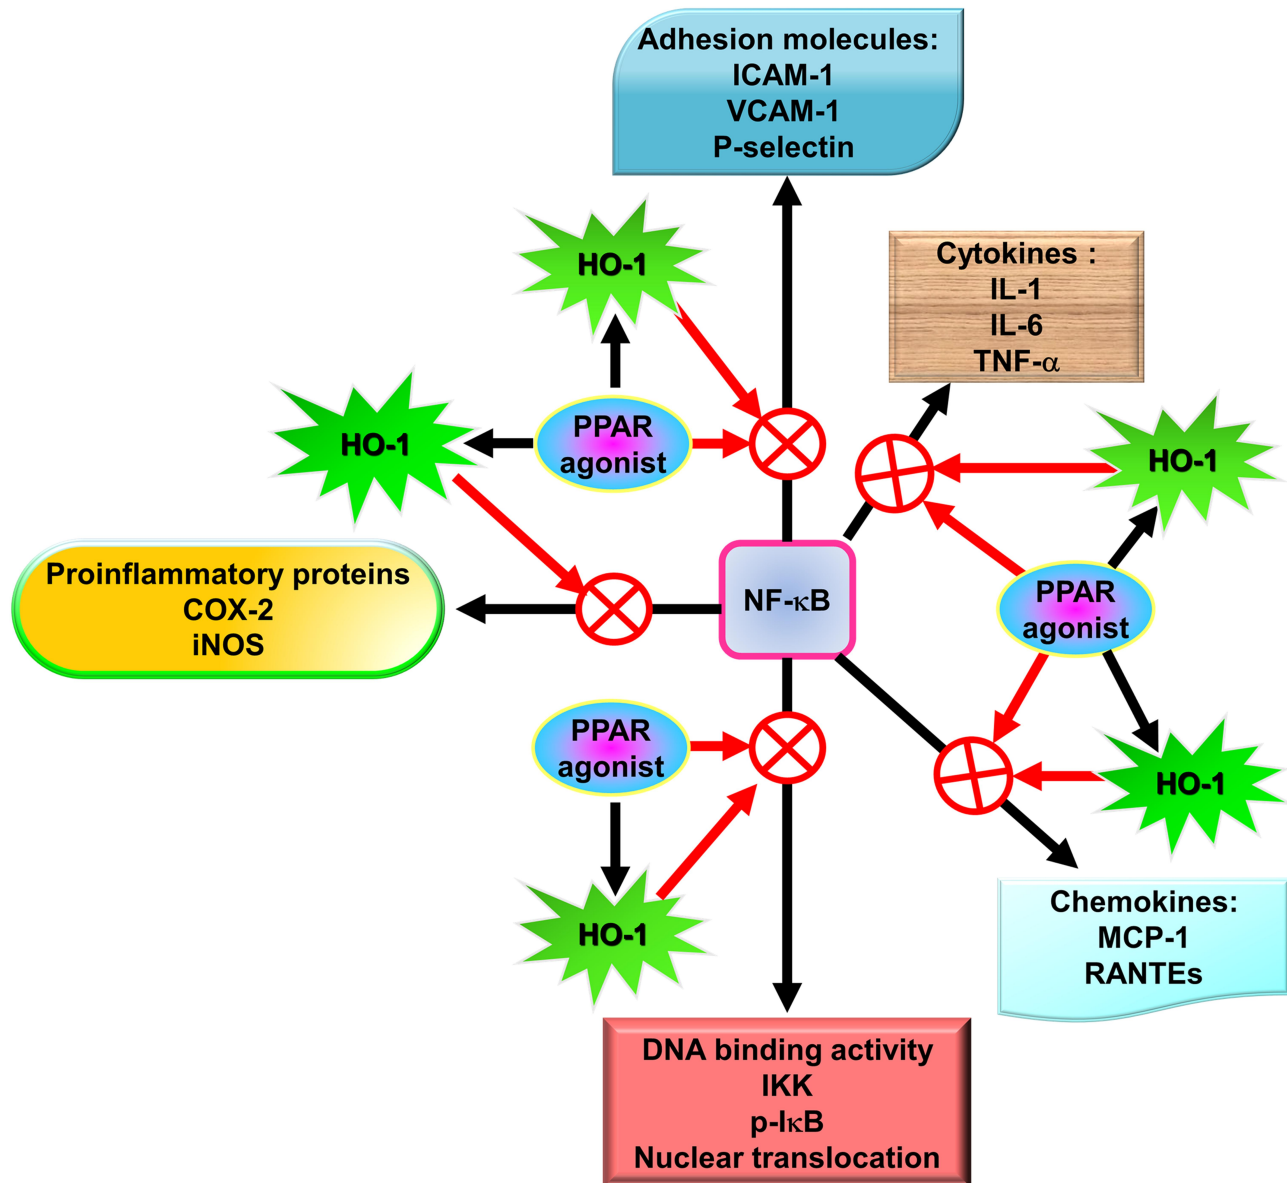 Adhesion molecules:
ICAM-1
VCAM-1
P-selectin
HO-1
Cytokines :
IL-1
IL-6
TNF-α
HO-1
PPAR
agonist
HO-1
Proinflammatory proteins
COX-2
iNOS
NF-κB
PPAR
agonist
PPAR
agonist
HO-1
HO-1
Chemokines:
MCP-1
RANTEs
DNA binding activity
IKK
p-IκB
Nuclear translocation